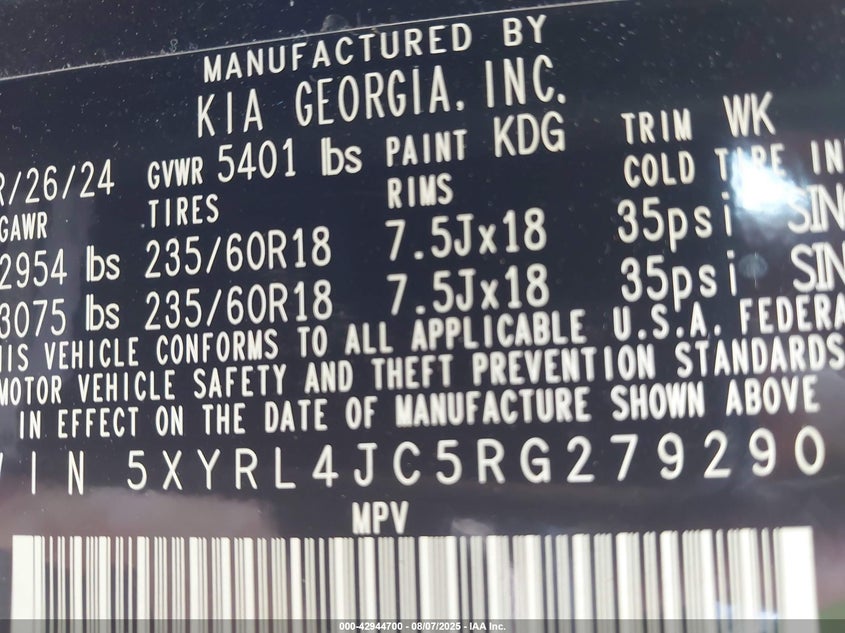 MANUFACTURED BY
KIA GEORGIA, INC.
R/26/24 GVWR 5401 lbs PAINT KDG TRIM WK
GAWR TIRES RIMS COLD TIRE IN
2954 lbs 235/60R18 7.5Jx18 35psi SIN
3075 lbs 235/60R18 7.5Jx18 35psi SIN
HIS VEHICLE CONFORMS TO ALL APPLICABLE U.S.A. FEDERA
MOTOR VEHICLE SAFETY AND THEFT PREVENTION STANDARDS
IN EFFECT ON THE DATE OF MANUFACTURE SHOWN ABOVE
VIN 5XYRL4JC5RG279290
MPV
000-42944700 - 08/07/2025 - IAA Inc.